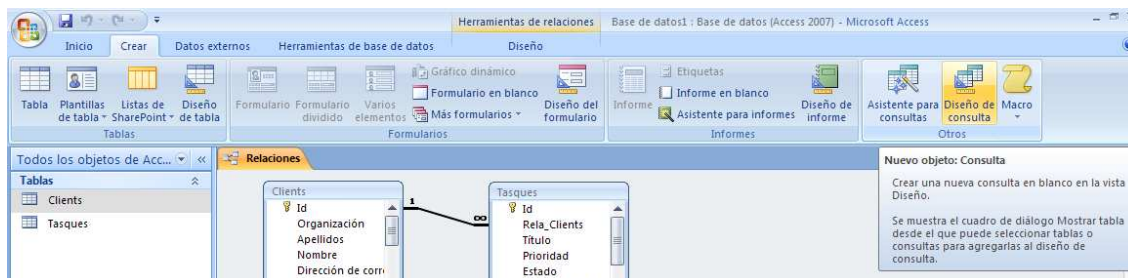 Herramientas de relaciones
Base de datos1 : Base de datos (Access 2007) - Microsoft Access
Inicio
Crear
Datos externos
Herramientas de base de datos
Diseño
Tabla
Plantillas de tabla
Listas de SharePoint
Diseño de tabla
Tablas
Formulario
Formulario dividido
Varios elementos
Gráfico dinámico
Formulario en blanco
Más formularios
Diseño del formulario
Formularios
Informe
Etiquetas
Informe en blanco
Asistente para informes
Diseño de informe
Informes
Asistente para consultas
Diseño de consulta
Macro
Otros
Todos los objetos de Acc...
Tablas
Clients
Tasques
Relaciones
Clients
Id
Organización
Apellidos
Nombre
Dirección de corre
1
∞
Tasques
Id
Rela_Clients
Título
Prioridad
Estado
Nuevo objeto: Consulta
Crear una nueva consulta en blanco en la vista
Diseño.
Se muestra el cuadro de diálogo Mostrar tabla
desde el que puede seleccionar tablas o
consultas para agregarlas al diseño de
consulta.